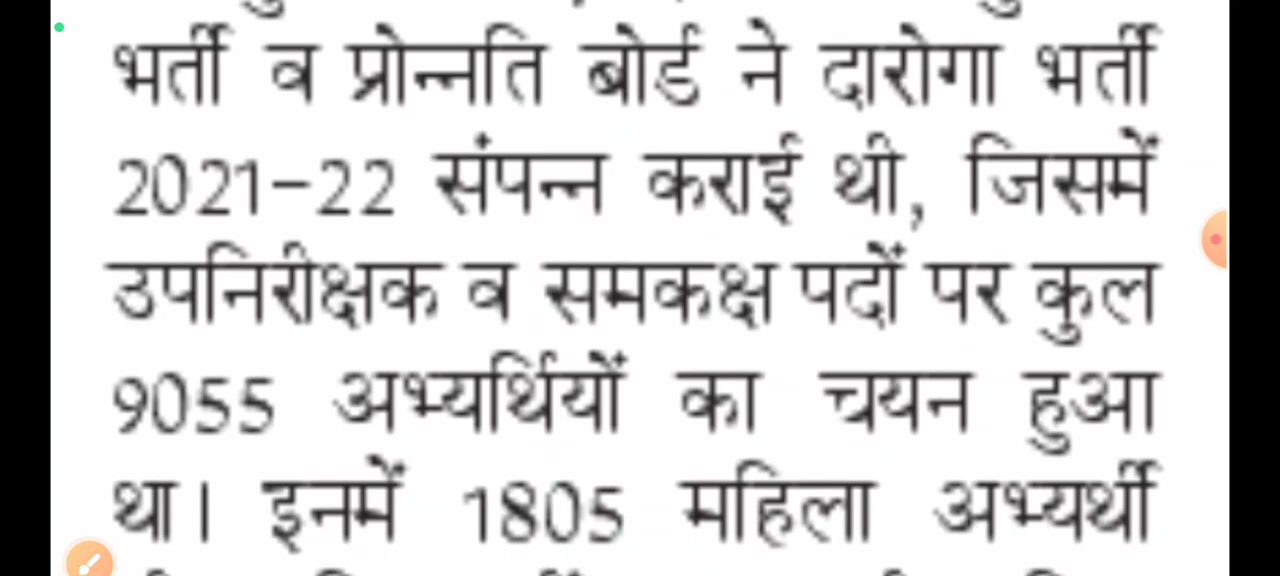 भर्ती व प्रोन्नति बोर्ड ने दारोगा भर्ती
2021-22 संपन्न कराई थी, जिसमें
उपनिरीक्षक व समकक्ष पदों पर कुल
9055 अभ्यर्थियों का चयन हुआ
था। इनमें 1805 महिला अभ्यर्थी